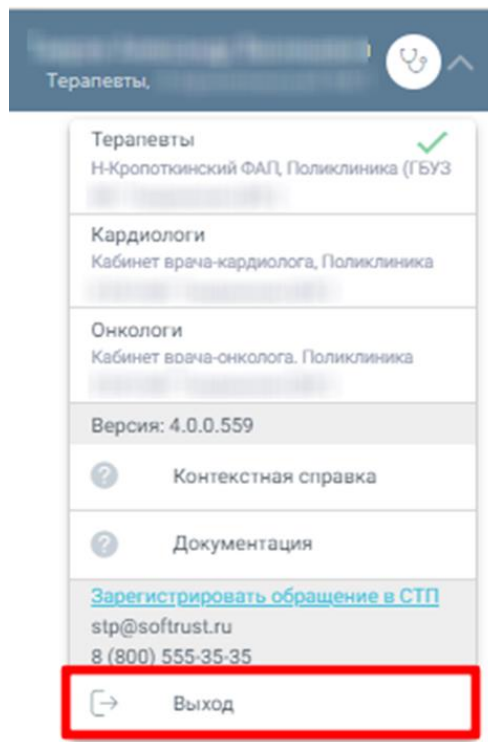 Терапевты,
Терапевты
Н-Кропоткинский ФАП, Поликлиника (ГБУЗ
Кардиологи
Кабинет врача-кардиолога, Поликлиника
Онкологи
Кабинет врача-онколога. Поликлиника
Версия: 4.0.0.559
Контекстная справка
Документация
Зарегистрировать обращение в СТП
stp@softrust.ru
8 (800) 555-35-35
Выход